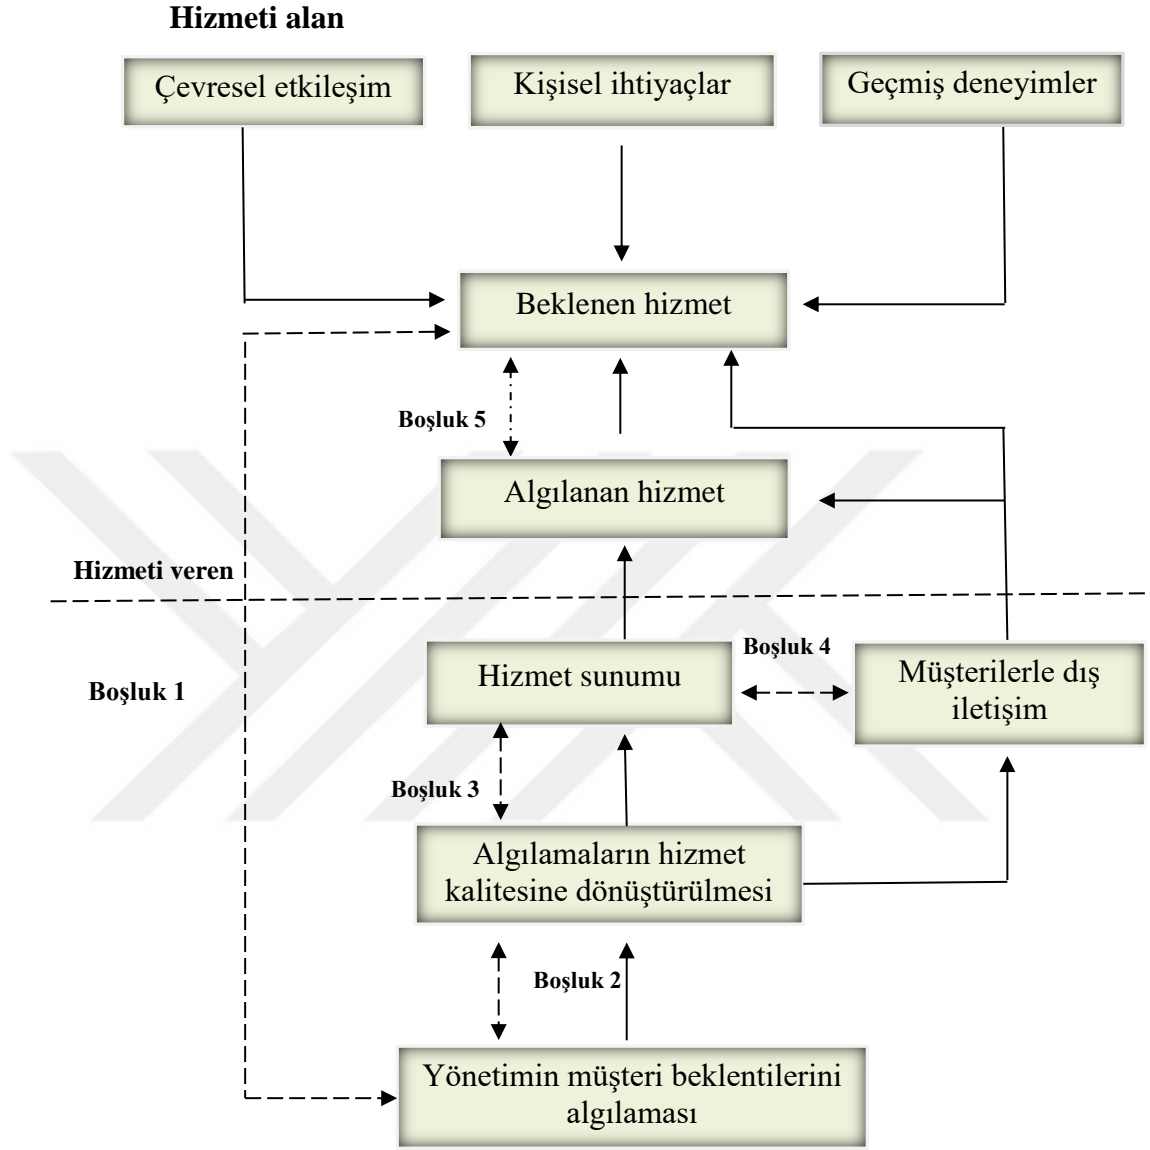 Hizmeti alan
Çevresel etkileşim
Kişisel ihtiyaçlar
Geçmiş deneyimler
Beklenen hizmet
Boşluk 5
Algılanan hizmet
Hizmeti veren
Boşluk 4
Hizmet sunumu
Müşterilerle dış
iletişim
Boşluk 1
Boşluk 3
Algılamaların hizmet
kalitesine dönüştürülmesi
Boşluk 2
Yönetimin müşteri beklentilerini
algılaması